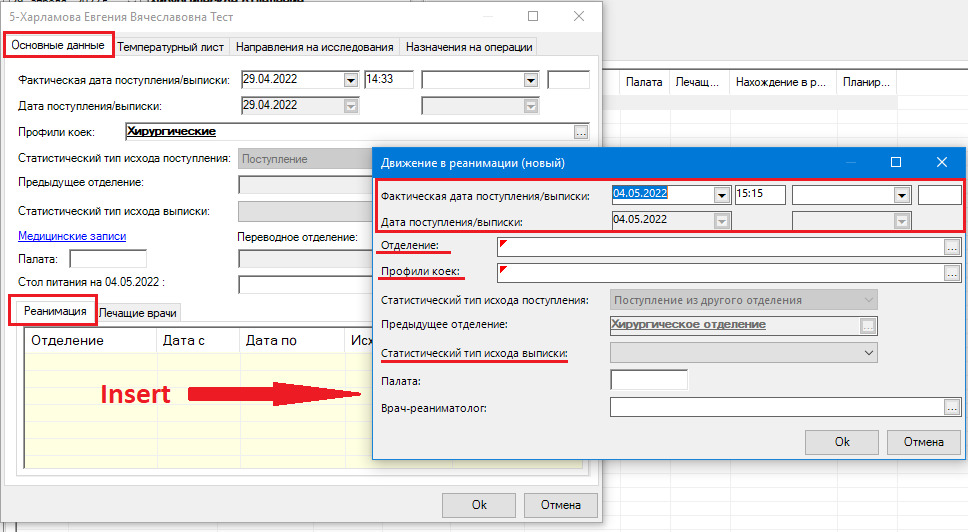 5-Харламова Евгения Вячеславовна Тест
Основные данные
Температурный лист
Направления на исследования
Назначения на операции
Фактическая дата поступления/выписки: 29.04.2022 14:33
Дата поступления/выписки: 29.04.2022
Профили коек: Хирургические ...
Статистический тип исхода поступления: Поступление
Предыдущее отделение:
Статистический тип исхода выписки:
Медицинские записи
Переводное отделение:
Палата:
Стол питания на 04.05.2022 :
Реанимация
Лечащие врачи
Отделение Дата с Дата по Исх
Insert
Ok Отмена
Палата Лечащ... Нахождение в р... Планир...
Движение в реанимации (новый)
Фактическая дата поступления/выписки: 04.05.2022 15:15
Дата поступления/выписки: 04.05.2022
Отделение: ...
Профили коек: ...
Статистический тип исхода поступления: Поступление из другого отделения
Предыдущее отделение: Хирургическое отделение ...
Статистический тип исхода выписки:
Палата:
Врач-реаниматолог: ...
Ok Отмена